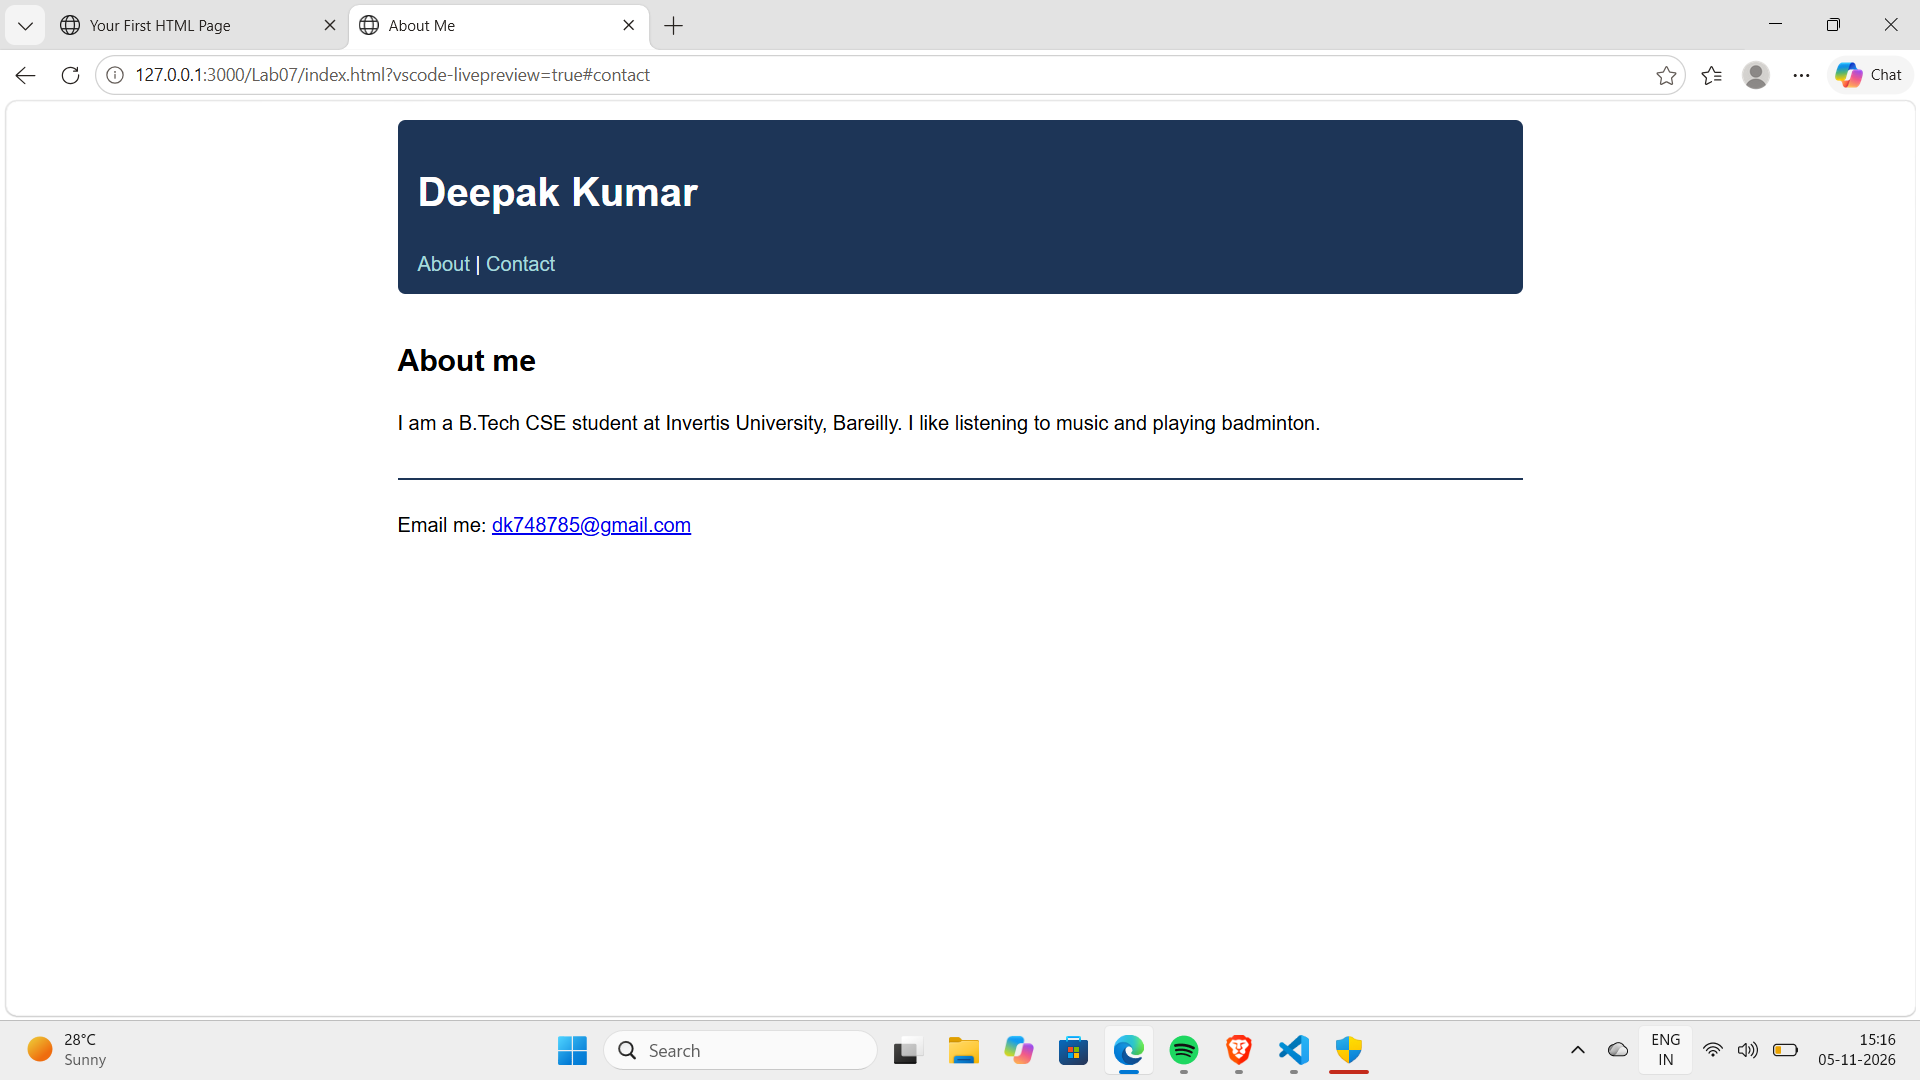 Your First HTML Page
About Me
127.0.0.1:3000/Lab07/index.html?vscode-livepreview=true#contact
Chat
Deepak Kumar
About | Contact
About me
I am a B.Tech CSE student at Invertis University, Bareilly. I like listening to music and playing badminton.
Email me: dk748785@gmail.com
28°C
Sunny
Search
ENG
IN
15:16
05-11-2026